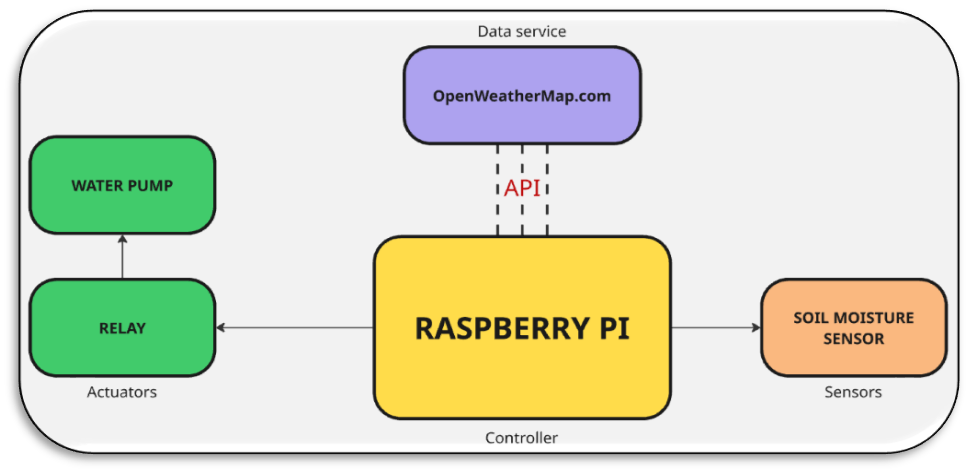 Data service
OpenWeatherMap.com
API
WATER PUMP
RELAY
Actuators
RASPBERRY PI
Controller
SOIL MOISTURE
SENSOR
Sensors